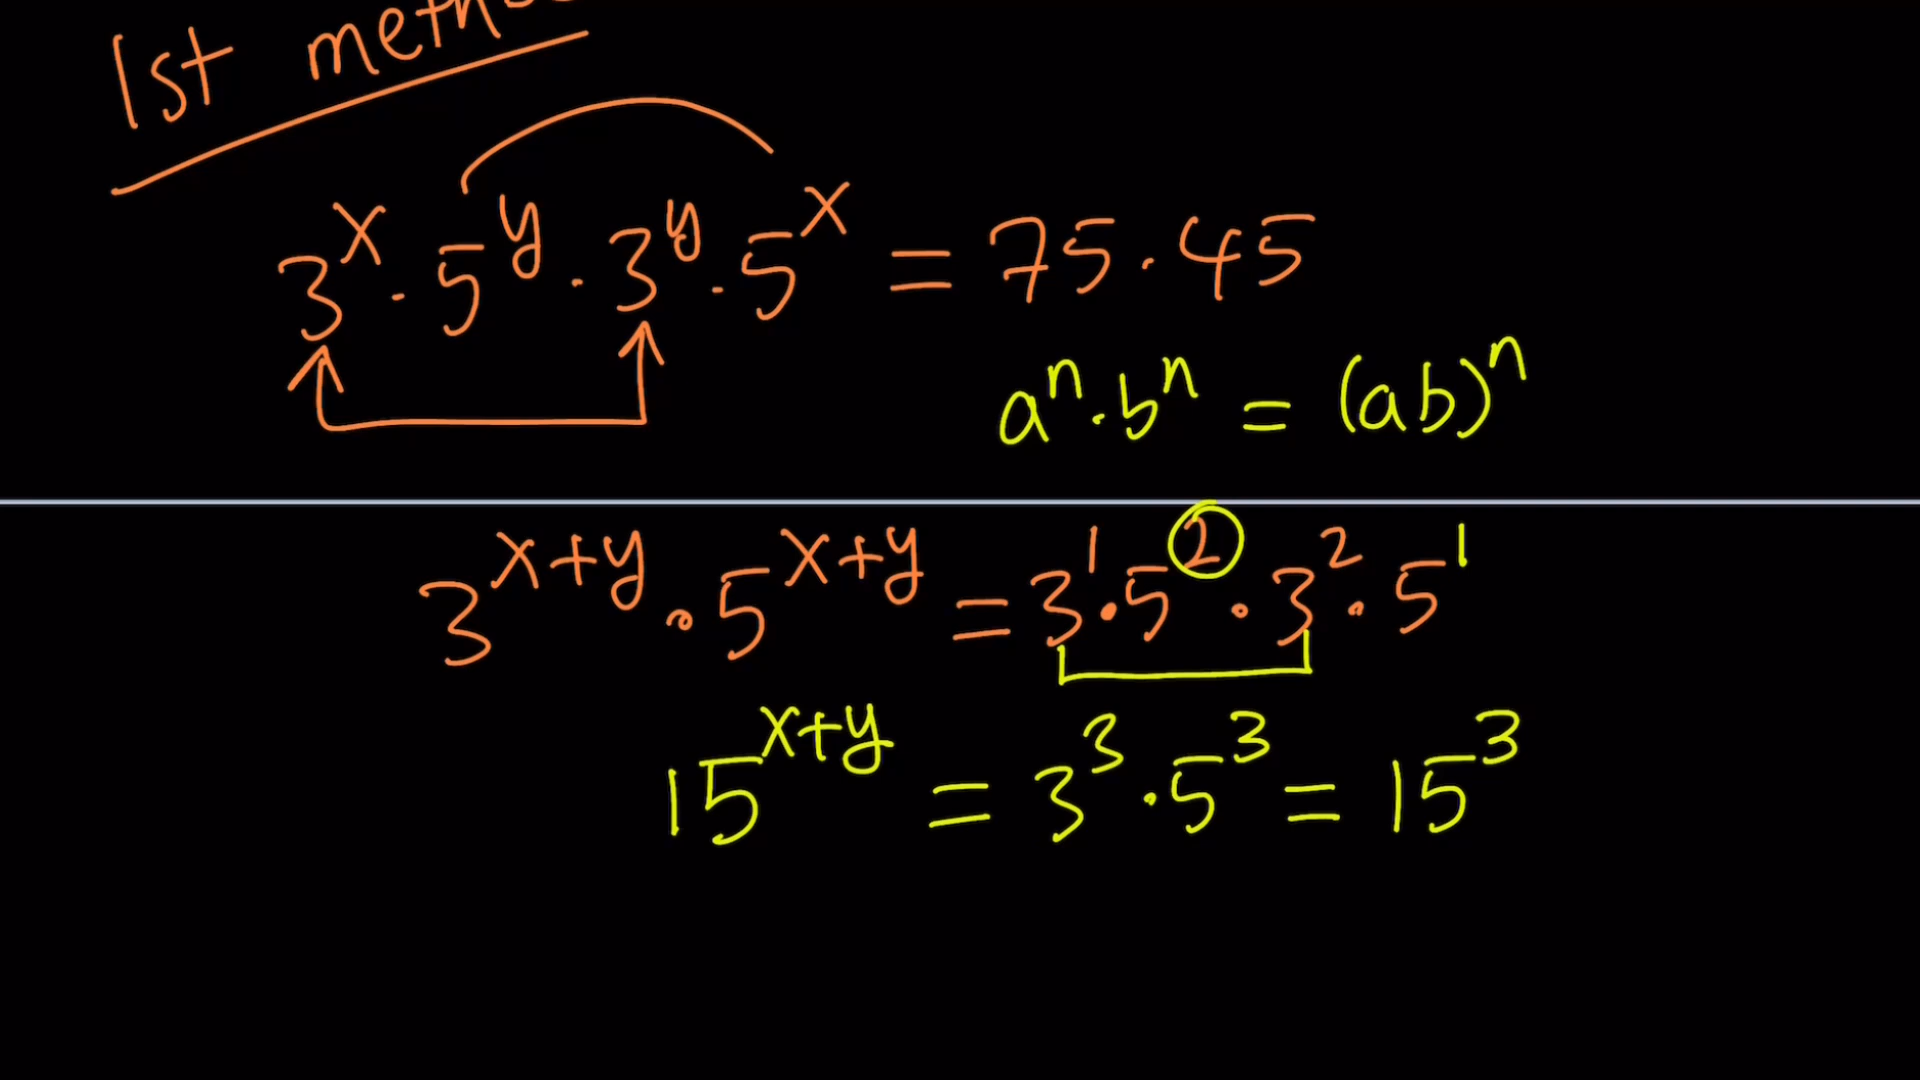 1st metho
3^x · 5^y · 3^y · 5^x = 75 · 45
a^n · b^n = (ab)^n
3^{x+y} · 5^{x+y} = 3^1 · 5^2 · 3^2 · 5^1
15^{x+y} = 3^3 · 5^3 = 15^3